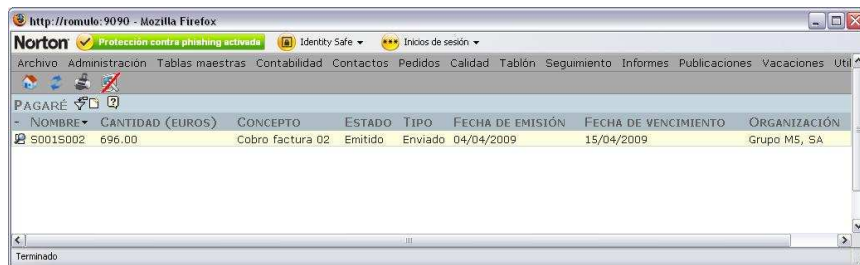 http://romulo:9090 - Mozilla Firefox
Norton Protección contra phishing activada Identity Safe Inicios de sesión
Archivo Administración Tablas maestras Contabilidad Contactos Pedidos Calidad Tablón Seguimiento Informes Publicaciones Vacaciones Util
PAGARÉ
- NOMBRE CANTIDAD (EUROS) CONCEPTO ESTADO TIPO FECHA DE EMISIÓN FECHA DE VENCIMIENTO ORGANIZACIÓN
S001S002 696.00 Cobro factura 02 Emitido Enviado 04/04/2009 15/04/2009 Grupo M5, SA
Terminado